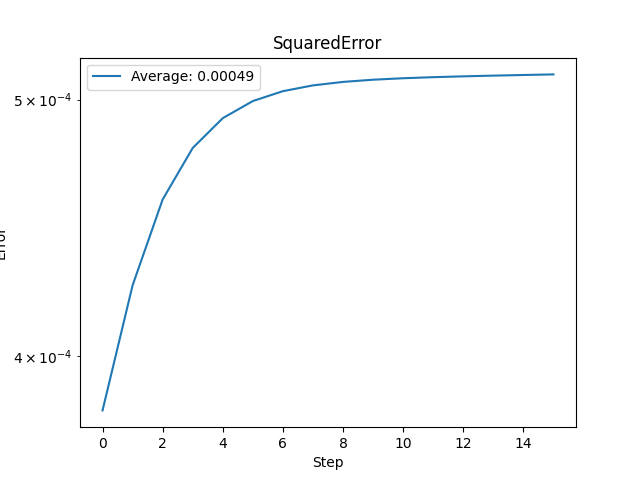 SquaredError
Average: 0.00049
5 × 10⁻⁴
4 × 10⁻⁴
Error
0 2 4 6 8 10 12 14
Step